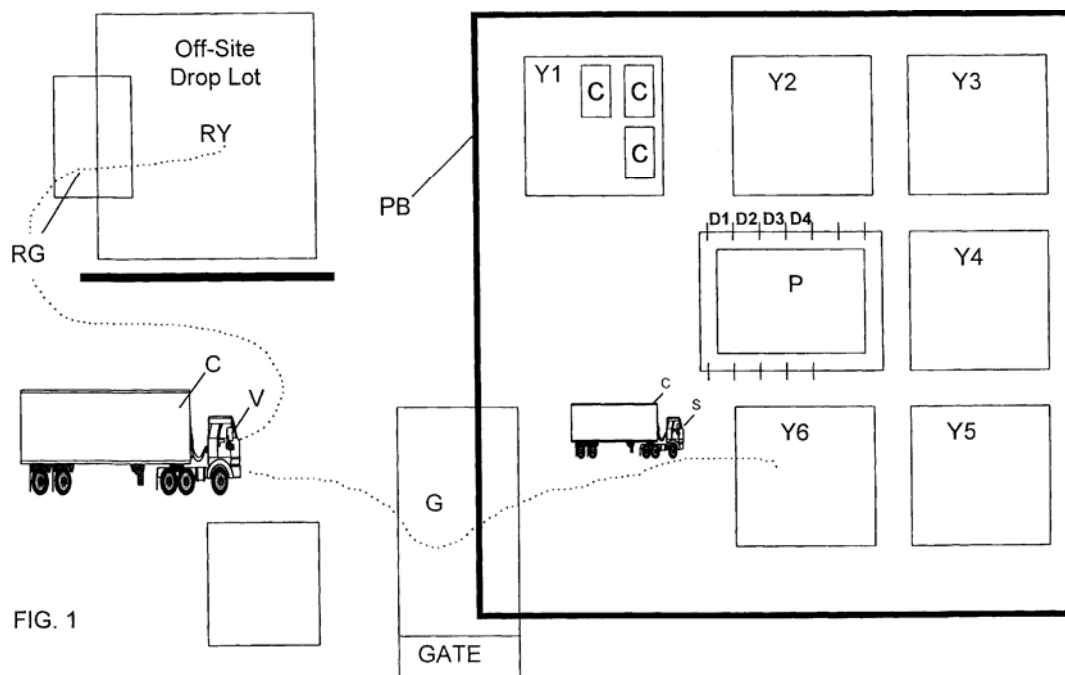 Off-Site
Drop Lot
RY
RG
PB
Y1
C C
C
Y2
Y3
D1 D2 D3 D4
P
Y4
C
V
C
S
G
Y6
Y5
FIG. 1
GATE